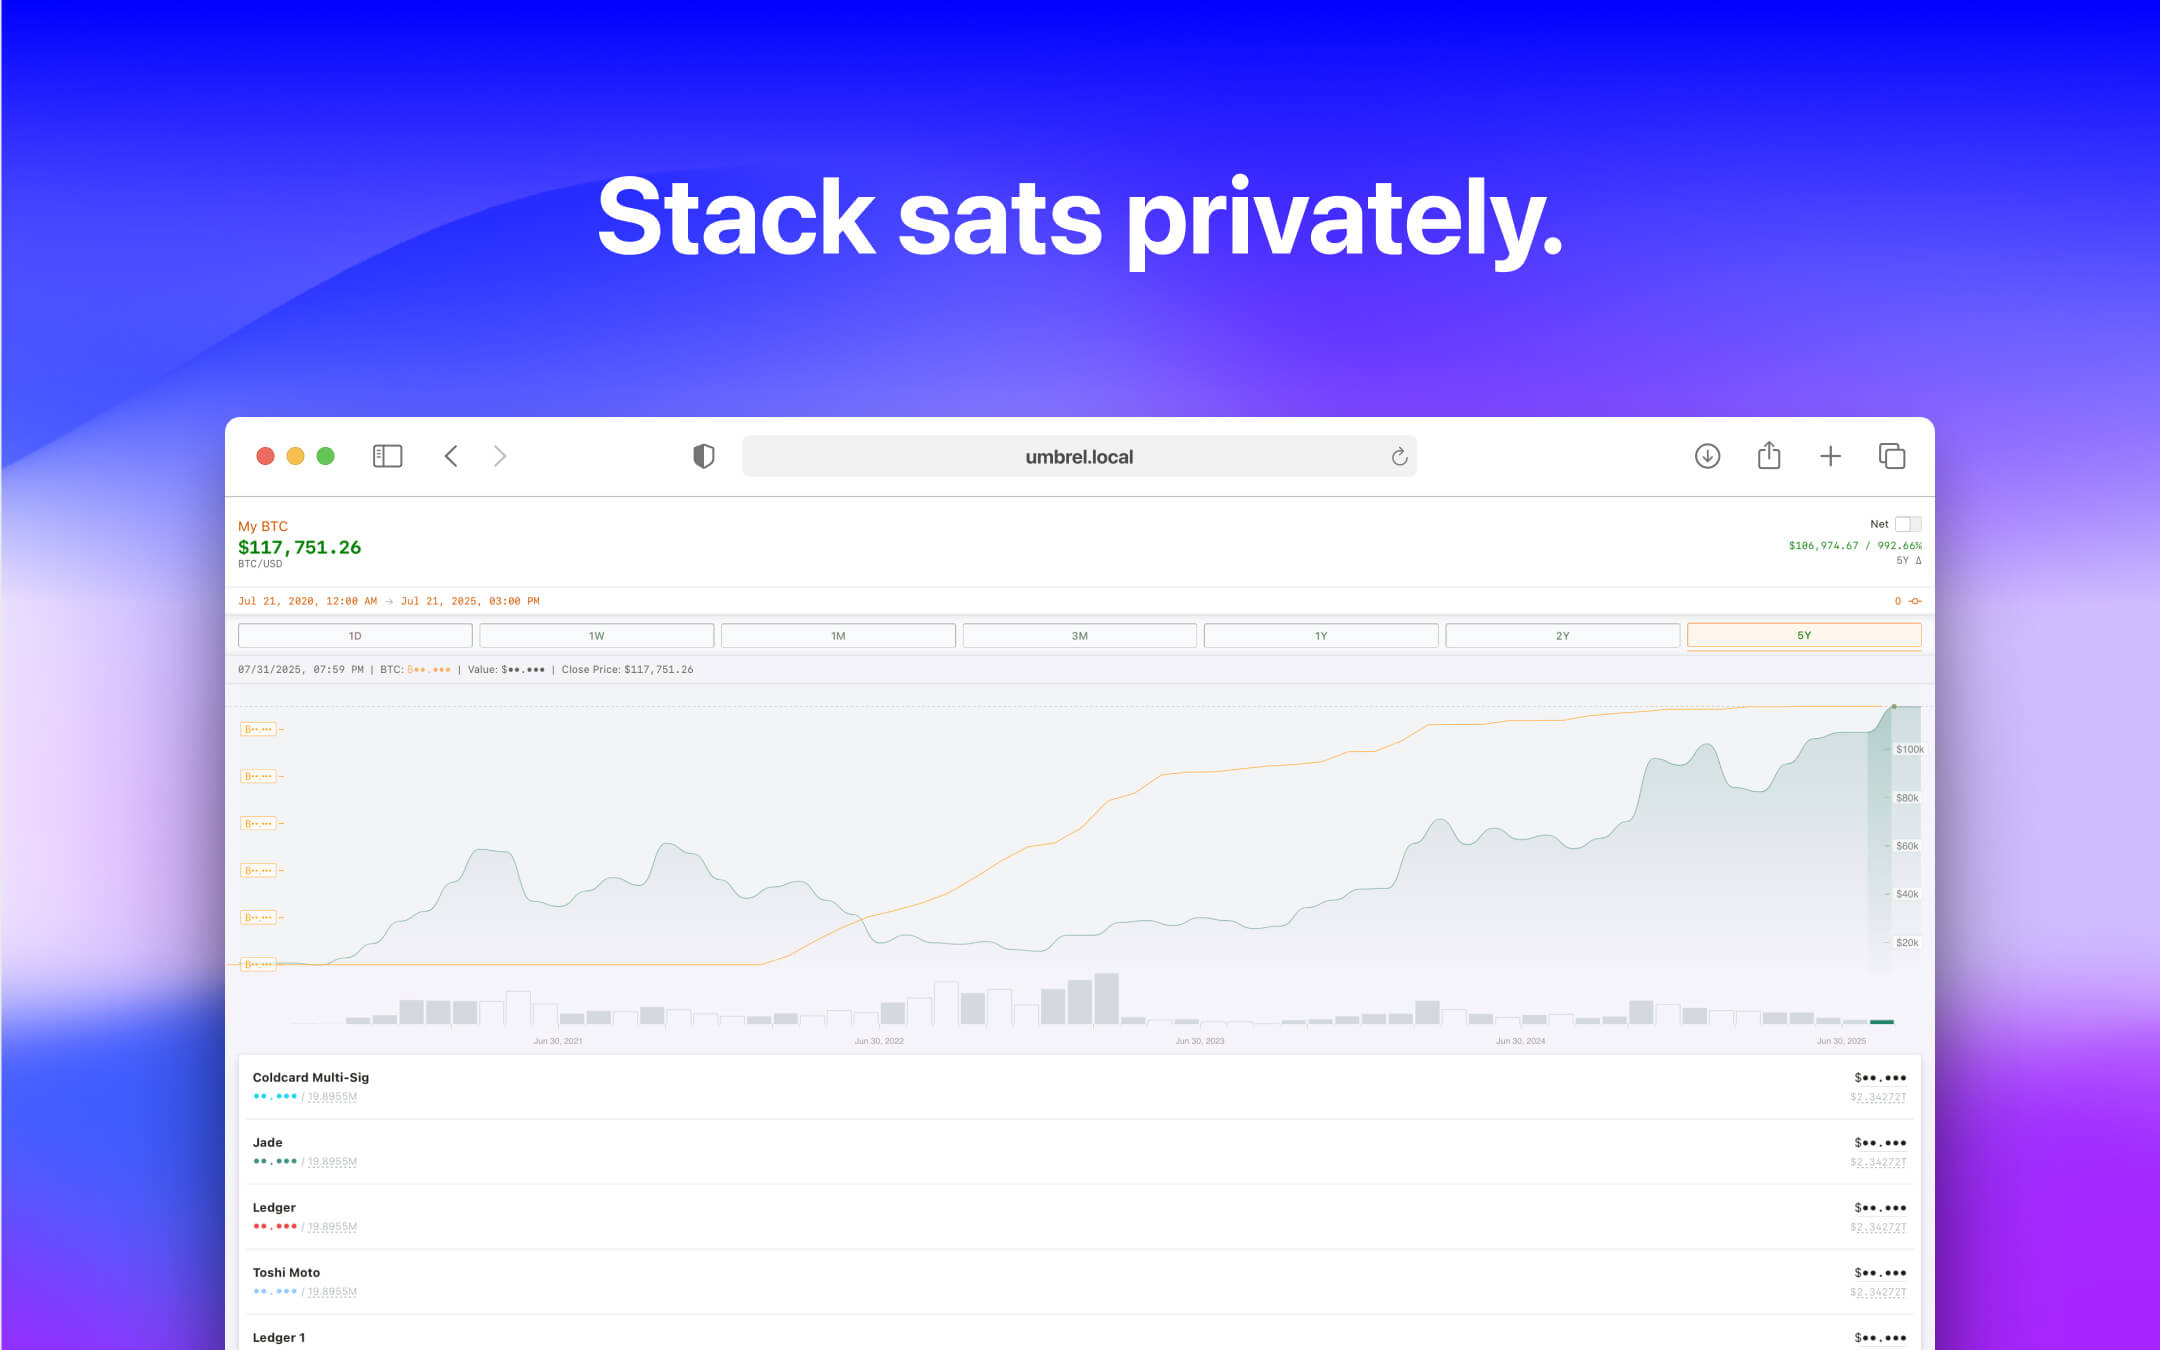 Stack sats privately.
umbrel.local
My BTC
$117,751.26
BTC/USD
Net
$106,974.67 / 992.66%
5Y Δ
Jul 21, 2020, 12:00 AM → Jul 21, 2025, 03:00 PM
0
1D 1W 1M 3M 1Y 2Y 5Y
07/31/2025, 07:59 PM | BTC: B••.••• | Value: $••.••• | Close Price: $117,751.26
B••.•••
B••.•••
B••.•••
B••.•••
B••.•••
B••.•••
$100k
$80k
$60k
$40k
$20k
Jun 30, 2021 Jun 30, 2022 Jun 30, 2023 Jun 30, 2024 Jun 30, 2025
Coldcard Multi-Sig $••.•••
••.••• / 19.8955M $2.34272T
Jade $••.•••
••.••• / 19.8955M $2.34272T
Ledger $••.•••
••.••• / 19.8955M $2.34272T
Toshi Moto $••.•••
••.••• / 19.8955M $2.34272T
Ledger 1 $••.•••